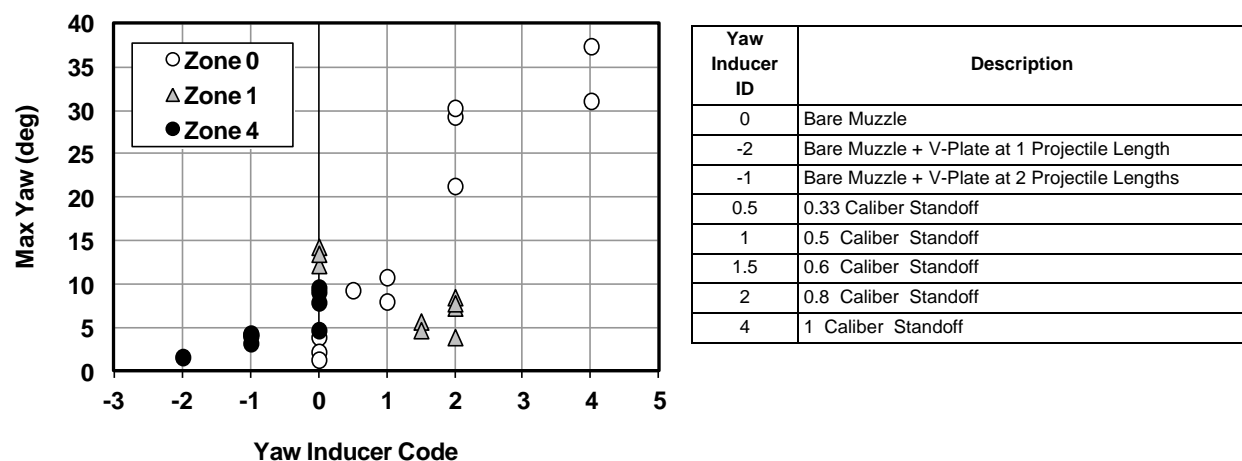 40
35
30
25
20
15
10
5
0
Max Yaw (deg)
Zone 0
Zone 1
Zone 4
-3 -2 -1 0 1 2 3 4 5
Yaw Inducer Code
Yaw
Inducer
ID
Description
0 Bare Muzzle
-2 Bare Muzzle + V-Plate at 1 Projectile Length
-1 Bare Muzzle + V-Plate at 2 Projectile Lengths
0.5 0.33 Caliber Standoff
1 0.5 Caliber Standoff
1.5 0.6 Caliber Standoff
2 0.8 Caliber Standoff
4 1 Caliber Standoff